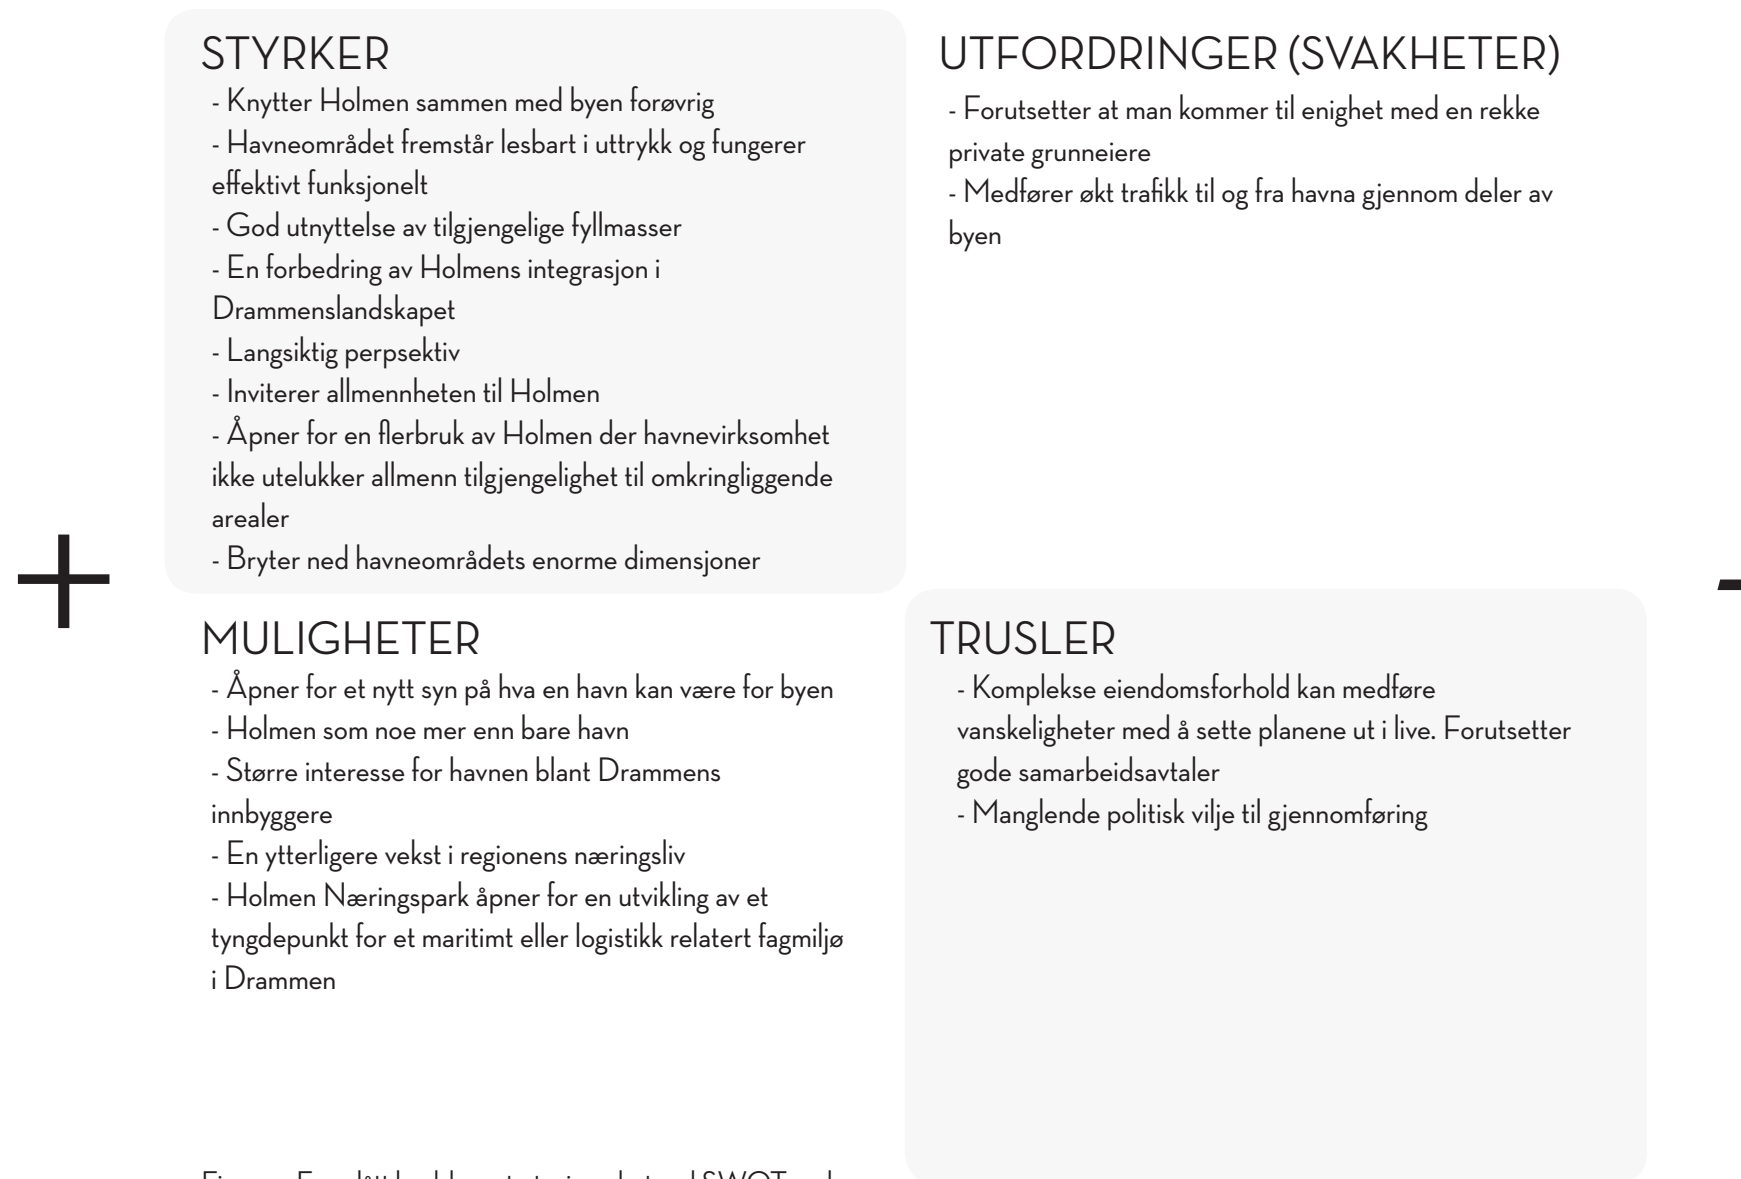 STYRKER
- Knytter Holmen sammen med byen forøvrig
- Havneområdet fremstår lesbart i uttrykk og fungerer
effektivt funksjonelt
- God utnyttelse av tilgjengelige fyllmasser
- En forbedring av Holmens integrasjon i
Drammenslandskapet
- Langsiktig perpsektiv
- Inviterer allmennheten til Holmen
- Åpner for en flerbruk av Holmen der havnevirksomhet
ikke utelukker allmenn tilgjengelighet til omkringliggende
arealer
- Bryter ned havneområdets enorme dimensjoner
UTFORDRINGER (SVAKHETER)
- Forutsetter at man kommer til enighet med en rekke
private grunneiere
- Medfører økt trafikk til og fra havna gjennom deler av
byen
+
-
MULIGHETER
- Åpner for et nytt syn på hva en havn kan være for byen
- Holmen som noe mer enn bare havn
- Større interesse for havnen blant Drammens
innbyggere
- En ytterligere vekst i regionens næringsliv
- Holmen Næringspark åpner for en utvikling av et
tyngdepunkt for et maritimt eller logistikk relatert fagmiljø
i Drammen
TRUSLER
- Komplekse eiendomsforhold kan medføre
vanskeligheter med å sette planene ut i live. Forutsetter
gode samarbeidsavtaler
- Manglende politisk vilje til gjennomføring
SWOT